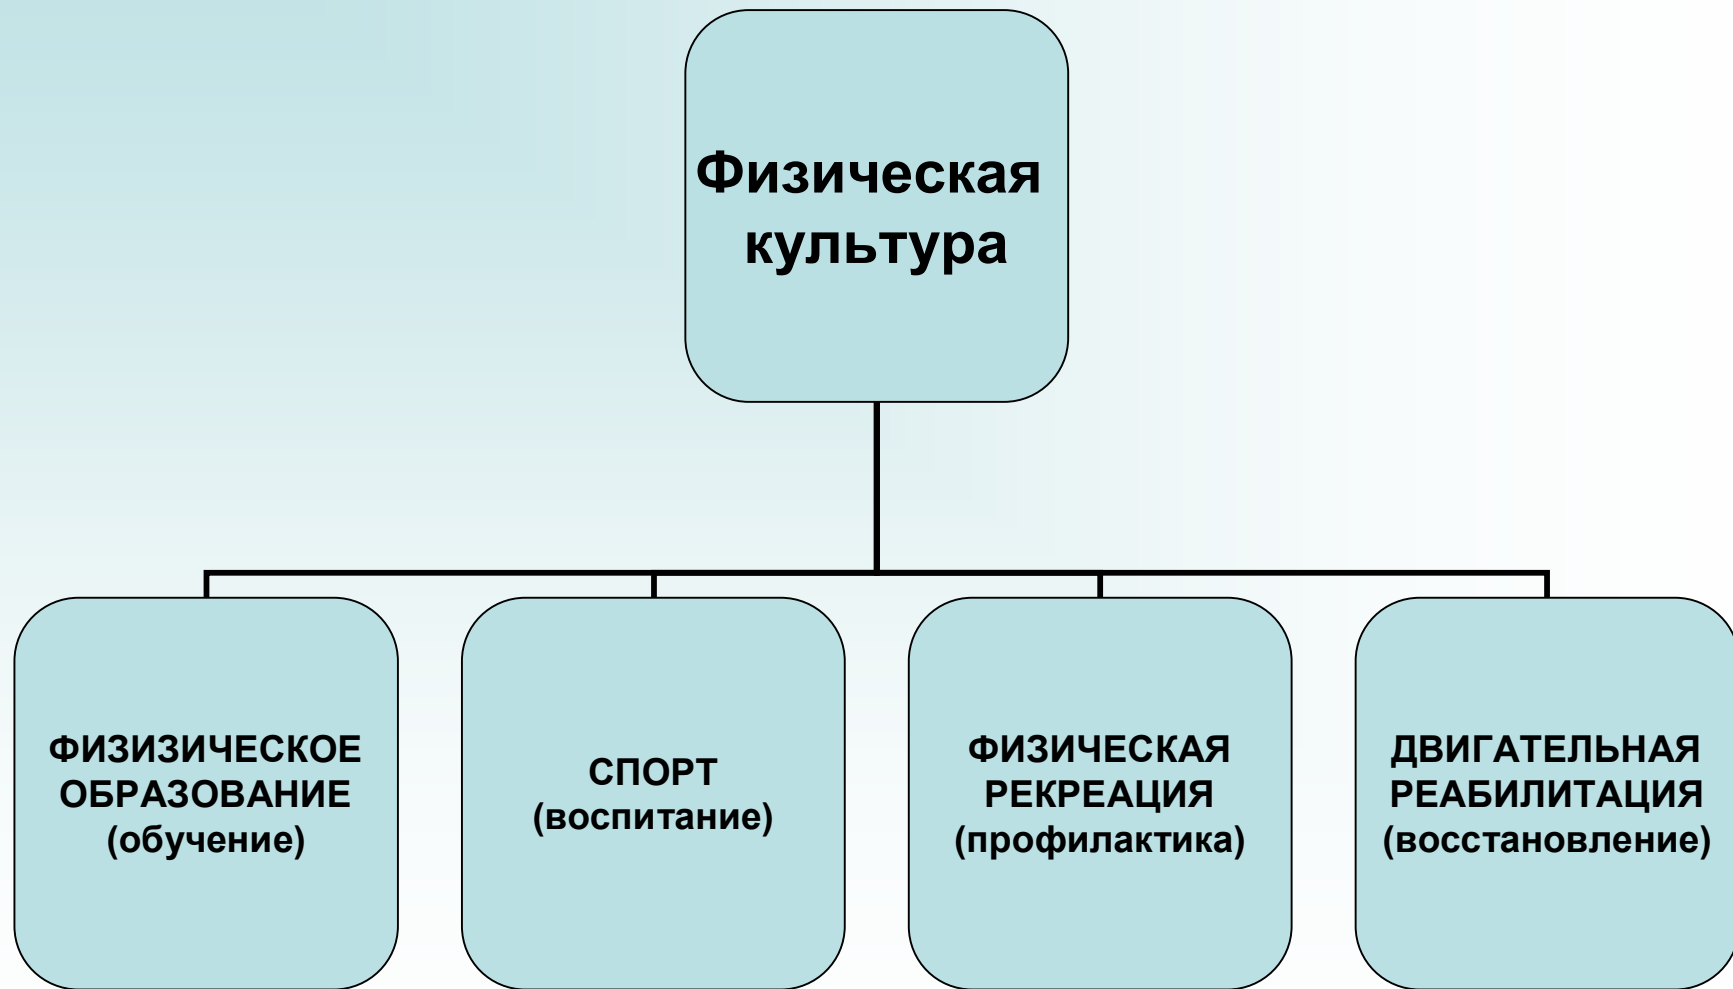 Физическая
культура
ФИЗИЗИЧЕСКОЕ
ОБРАЗОВАНИЕ
(обучение)
СПОРТ
(воспитание)
ФИЗИЧЕСКАЯ
РЕКРЕАЦИЯ
(профилактика)
ДВИГАТЕЛЬНАЯ
РЕАБИЛИТАЦИЯ
(восстановление)